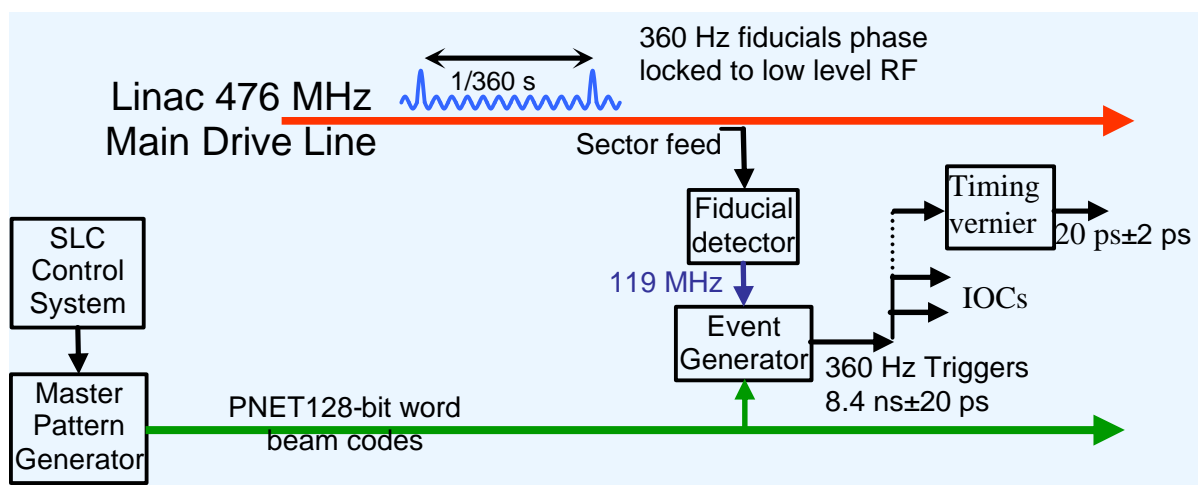 360 Hz fiducials phase
locked to low level RF
1/360 s
Linac 476 MHz
Main Drive Line
Sector feed
Timing
vernier
20 ps±2 ps
Fiducial
detector
SLC
Control
System
119 MHz
IOCs
Event
Generator
360 Hz Triggers
8.4 ns±20 ps
Master
Pattern
Generator
PNET128-bit word
beam codes